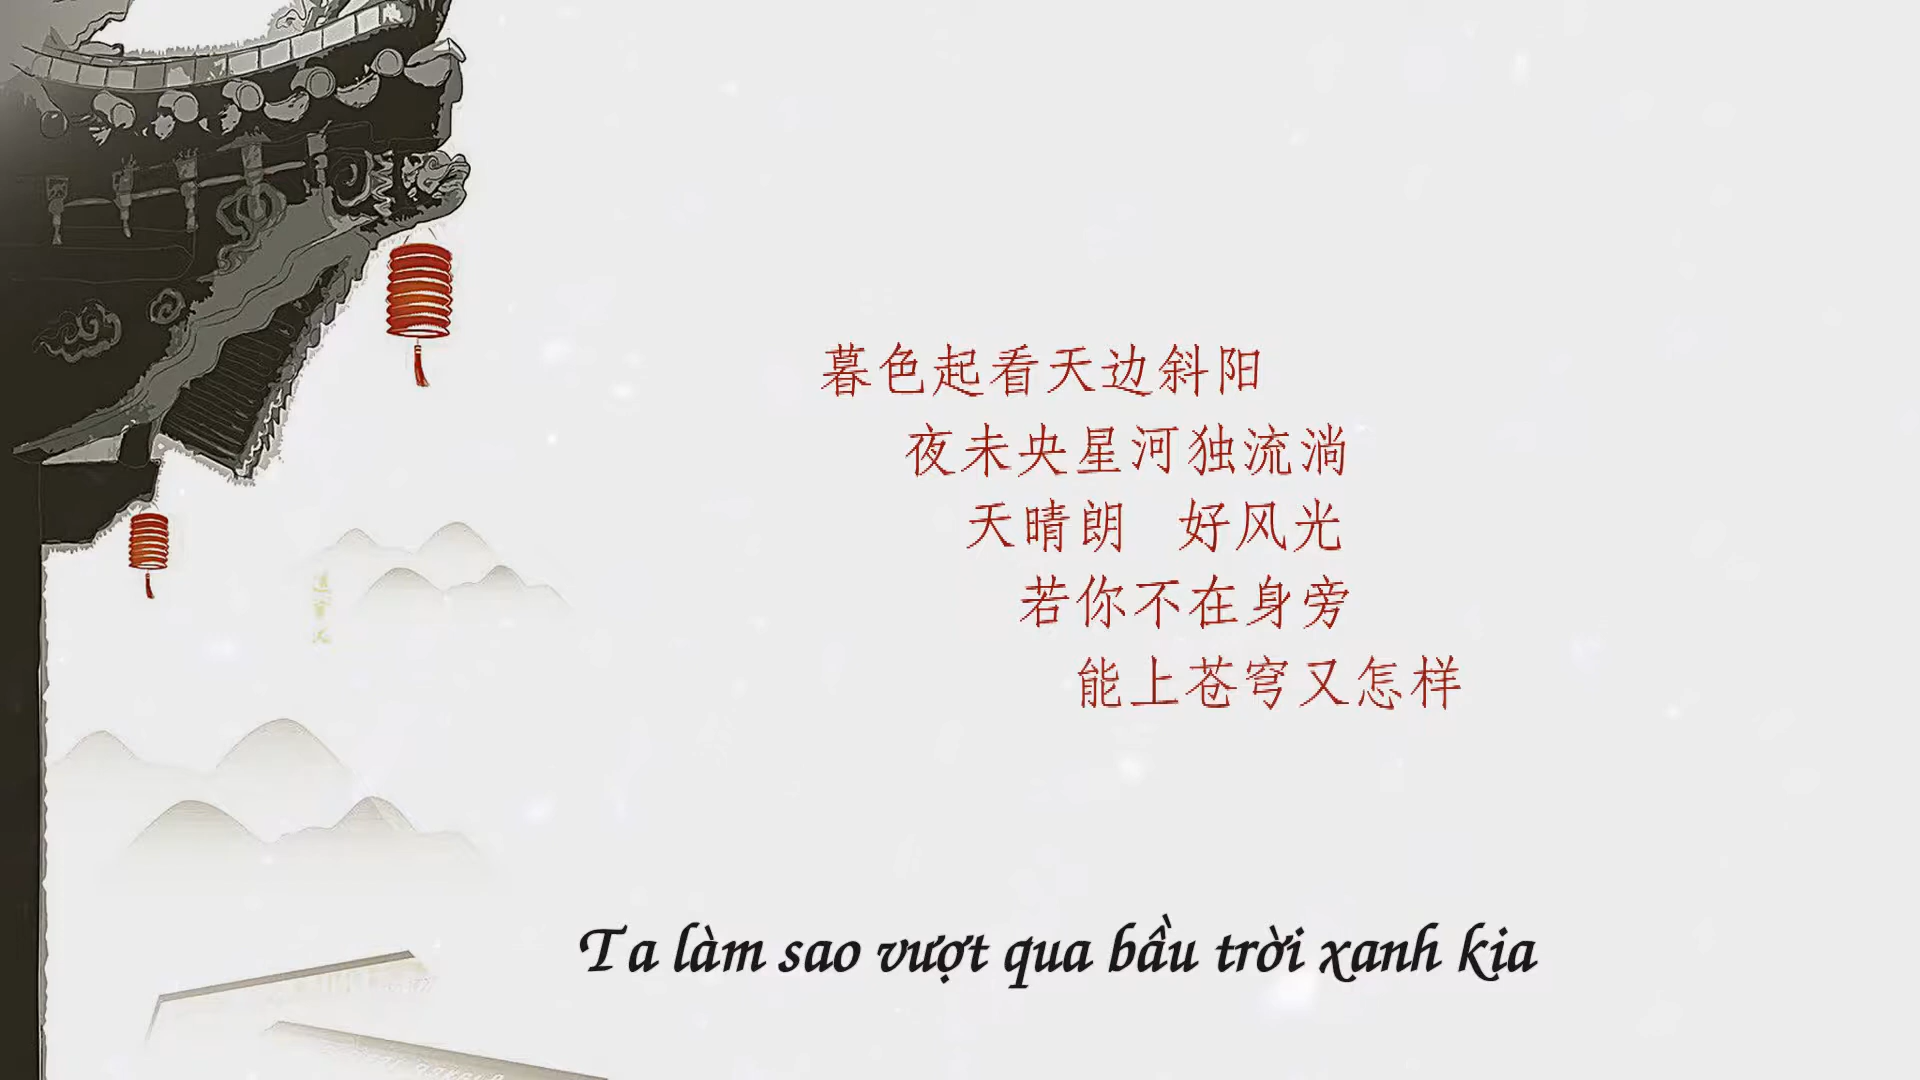 暮色起看天边斜阳
夜未央星河独流淌
天晴朗 好风光
若你不在身旁
能上苍穹又怎样
Ta làm sao vượt qua bầu trời xanh kia